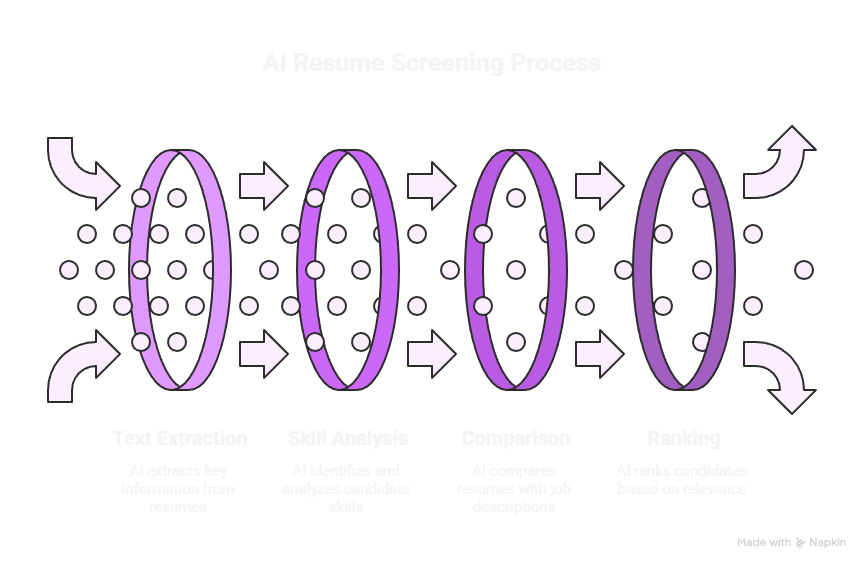 AI Resume Screening Process
Text Extraction
AI extracts key
information from
resumes
Skill Analysis
AI identifies and
analyzes candidate
skills
Comparison
AI compares
resumes with job
descriptions
Ranking
AI ranks candidates
based on relevance
Made with Napkin